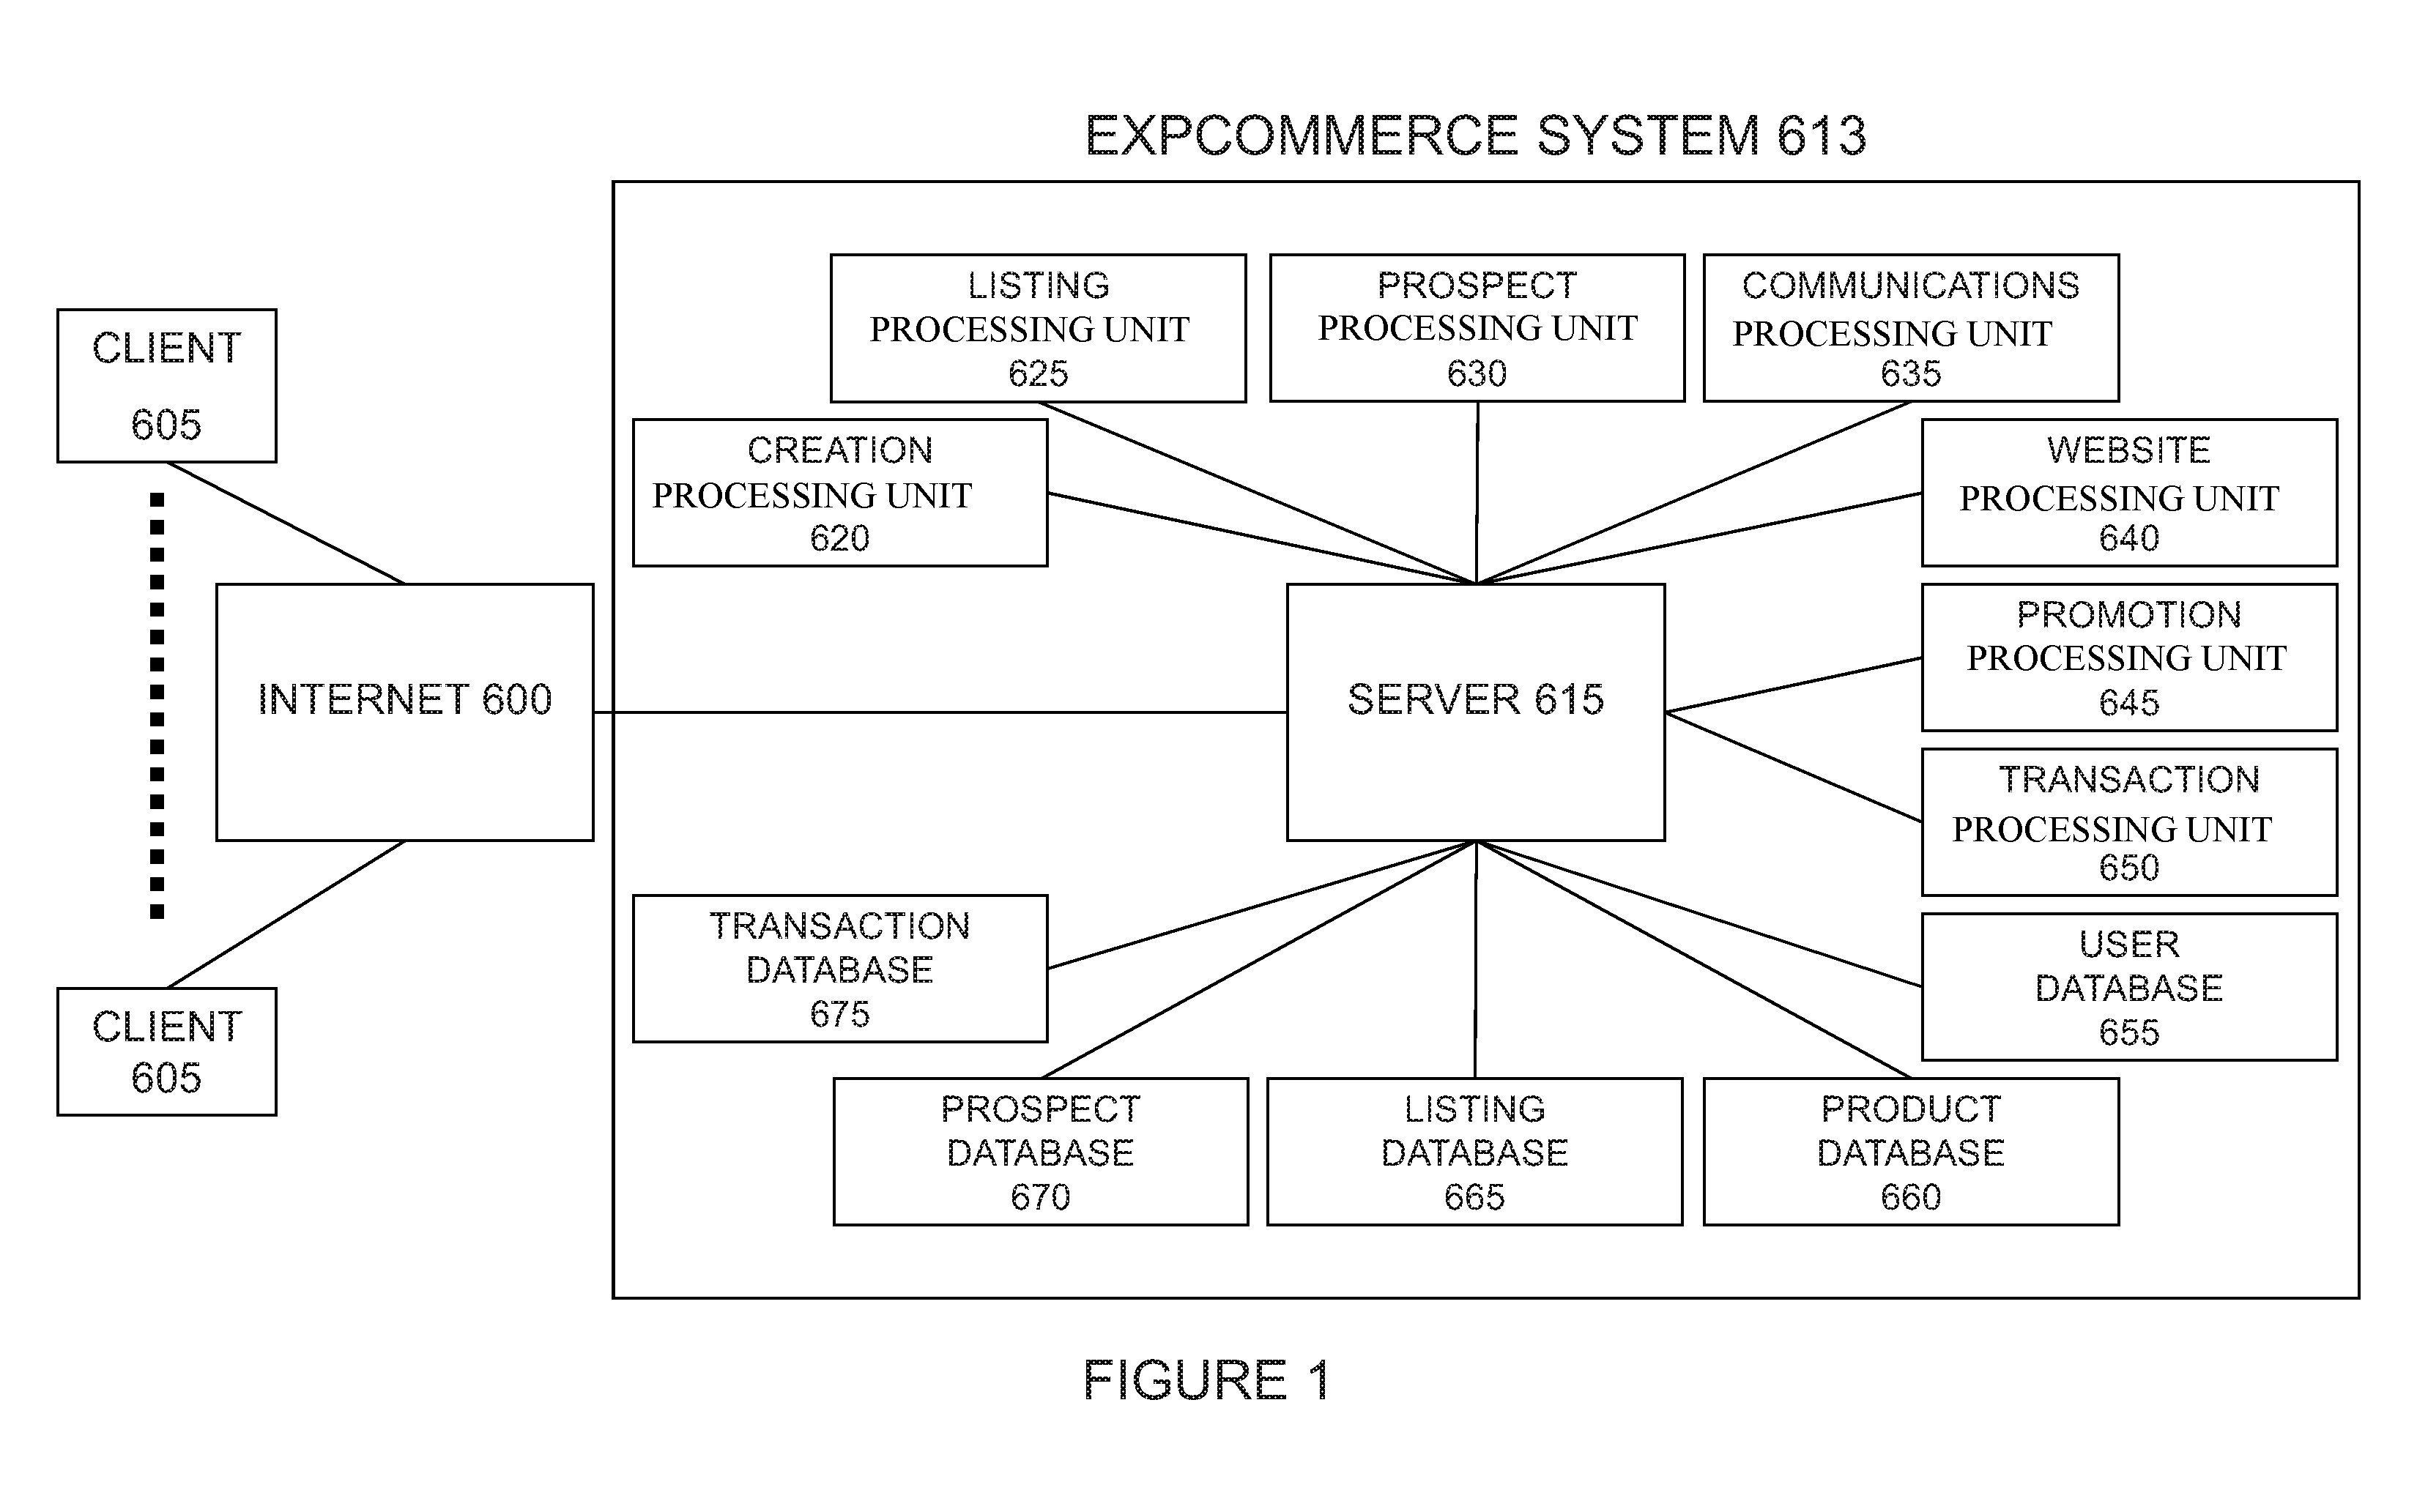 EXPCOMMERCE SYSTEM 613
CLIENT
605
INTERNET 600
CLIENT
605
LISTING
PROCESSING UNIT
625
PROSPECT
PROCESSING UNIT
630
COMMUNICATIONS
PROCESSING UNIT
635
CREATION
PROCESSING UNIT
620
WEBSITE
PROCESSING UNIT
640
SERVER 615
PROMOTION
PROCESSING UNIT
645
TRANSACTION
PROCESSING UNIT
650
TRANSACTION
DATABASE
675
USER
DATABASE
655
PROSPECT
DATABASE
670
LISTING
DATABASE
665
PRODUCT
DATABASE
660
FIGURE 1